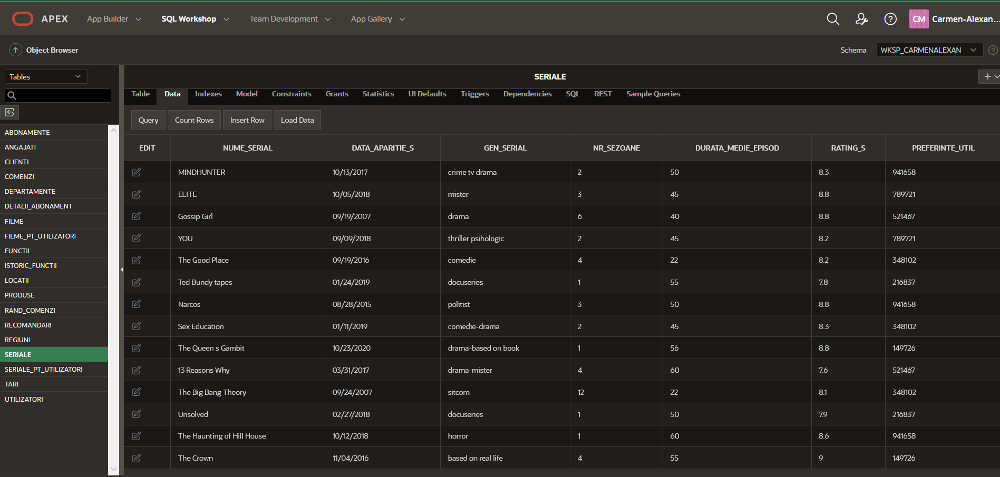 APEX App Builder SQL Workshop Team Development App Gallery CM Carmen-Alexan...
Object Browser Schema WKSP_CARMENALEXAN
Tables
ABONAMENTE
ANGAJATI
CLIENTI
COMENZI
DEPARTAMENTE
DETALII_ABONAMENT
FILME
FILME_PT_UTILIZATORI
FUNCTII
ISTORIC_FUNCTII
LOCATII
PRODUSE
RAND_COMENZI
RECOMANDARI
REGIUNI
SERIALE
SERIALE_PT_UTILIZATORI
TARI
UTILIZATORI
SERIALE
Table Data Indexes Model Constraints Grants Statistics UI Defaults Triggers Dependencies SQL REST Sample Queries
Query Count Rows Insert Row Load Data
EDIT NUME_SERIAL DATA_APARITIE_S GEN_SERIAL NR_SEZOANE DURATA_MEDIE_EPISOD RATING_S PREFERINTE_UTIL
MINDHUNTER 10/13/2017 crime tv drama 2 50 8.3 941658
ELITE 10/05/2018 mister 3 45 8.8 789721
Gossip Girl 09/19/2007 drama 6 40 8.8 521467
YOU 09/09/2018 thriller psihologic 2 45 8.2 789721
The Good Place 09/19/2016 comedie 4 22 8.2 348102
Ted Bundy tapes 01/24/2019 docuseries 1 55 7.8 216837
Narcos 08/28/2015 politist 3 50 8.8 941658
Sex Education 01/11/2019 comedie-drama 2 45 8.3 348102
The Queen s Gambit 10/23/2020 drama-based on book 1 56 8.8 149726
13 Reasons Why 03/31/2017 drama-mister 4 60 7.6 521467
The Big Bang Theory 09/24/2007 sitcom 12 22 8.1 348102
Unsolved 02/27/2018 docuseries 1 50 7.9 216837
The Haunting of Hill House 10/12/2018 horror 1 60 8.6 941658
The Crown 11/04/2016 based on real life 4 55 9 149726